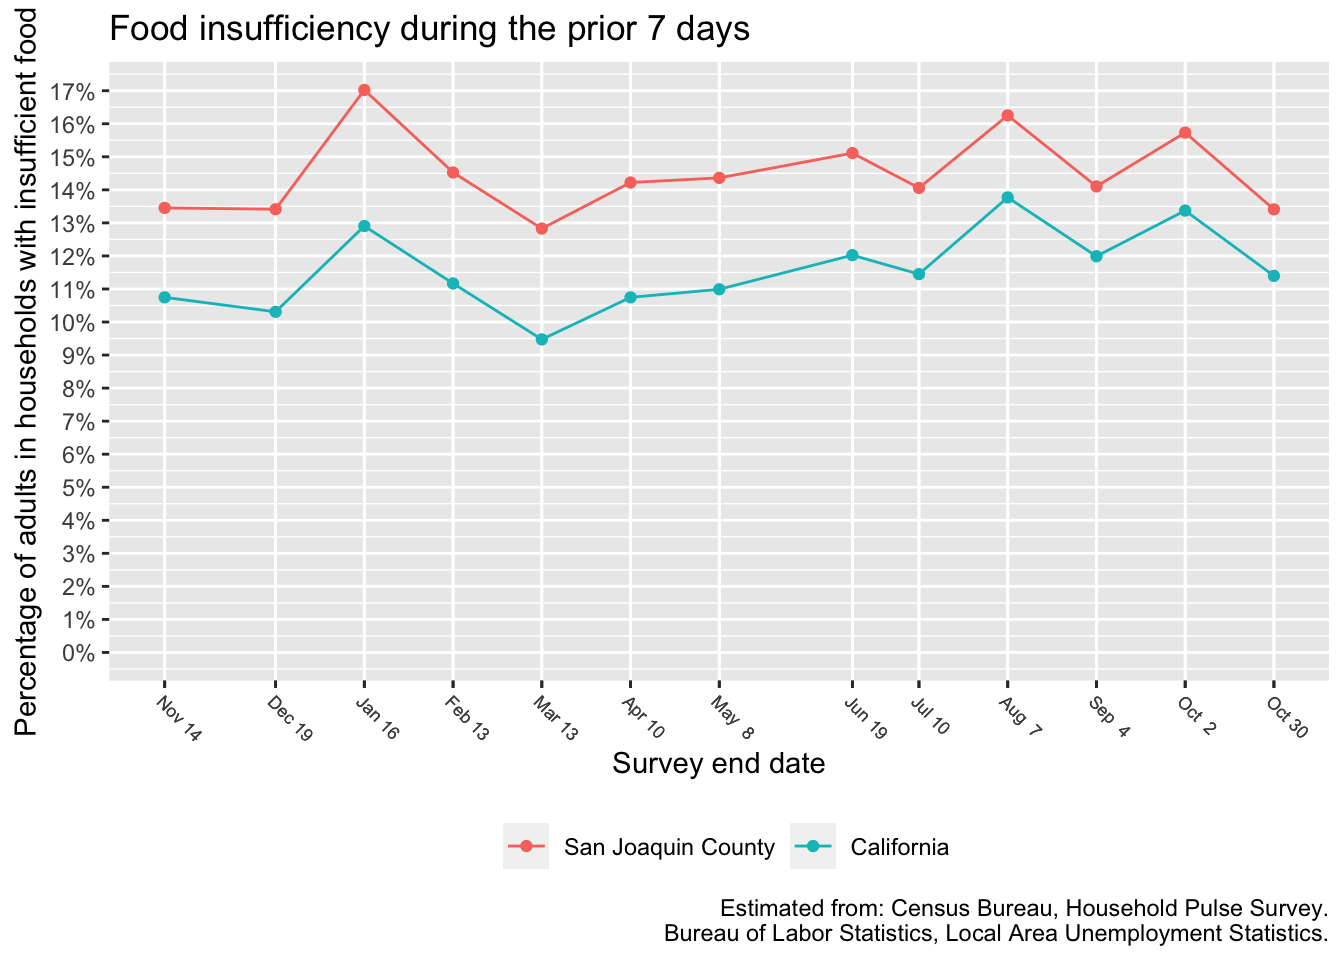 Food insufficiency during the prior 7 days
Percentage of adults in households with insufficient food
17%
16%
15%
14%
13%
12%
11%
10%
9%
8%
7%
6%
5%
4%
3%
2%
1%
0%
Nov 14
Dec 19
Jan 16
Feb 13
Mar 13
Apr 10
May 8
Jun 19
Jul 10
Aug 7
Sep 4
Oct 2
Oct 30
Survey end date
San Joaquin County
California
Estimated from: Census Bureau, Household Pulse Survey.
Bureau of Labor Statistics, Local Area Unemployment Statistics.